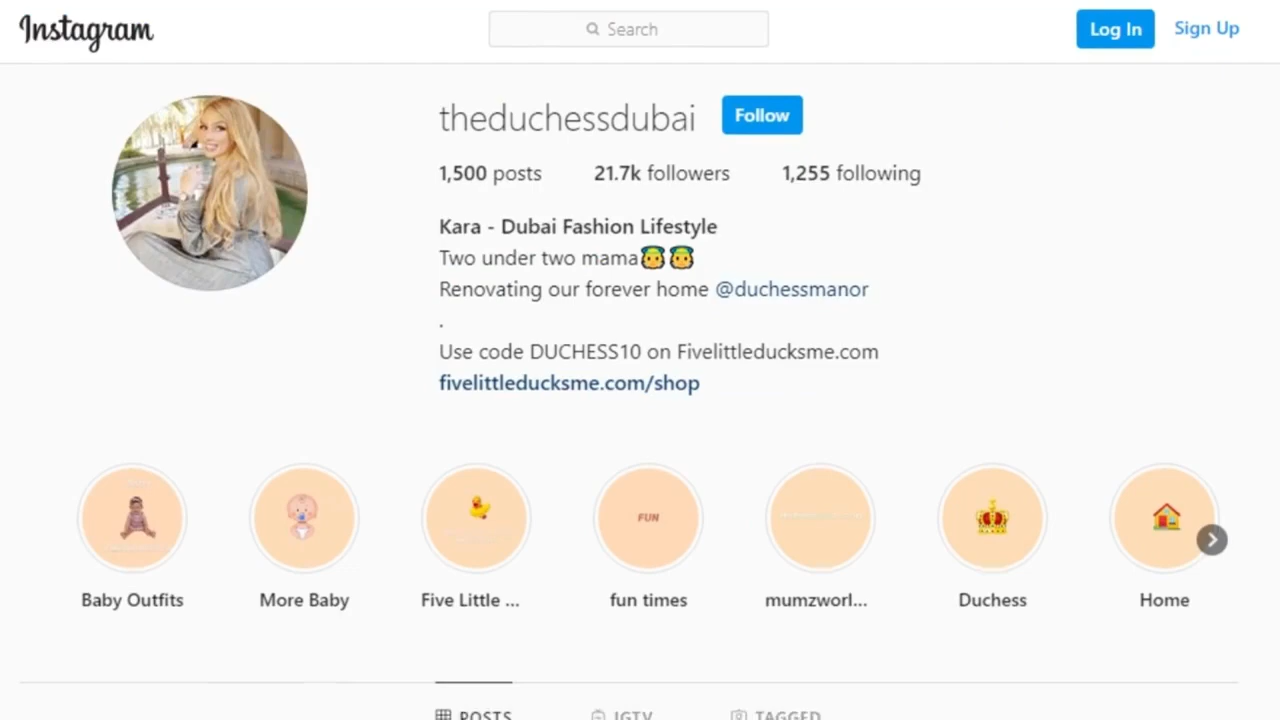 Instagram
Search
Log In
Sign Up
theduchessdubai
Follow
1,500 posts 21.7k followers 1,255 following
Kara - Dubai Fashion Lifestyle
Two under two mama👼👼
Renovating our forever home @duchessmanor
.
Use code DUCHESS10 on Fivelittleducksme.com
fivelittleducksme.com/shop
FUN
Baby Outfits
More Baby
Five Little ...
fun times
mumzworl...
Duchess
Home
POSTS
IGTV
TAGGED